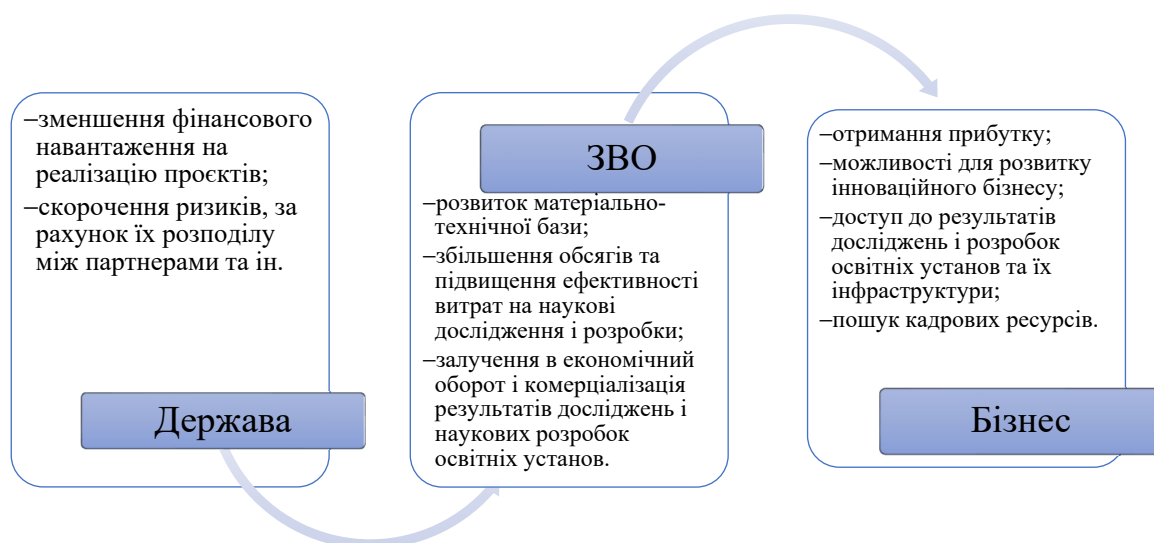 –зменшення фінансового
навантаження на
реалізацію проєктів;
–скорочення ризиків, за
рахунок їх розподілу
між партнерами та ін.
Держава
ЗВО
–розвиток матеріально-
технічної бази;
–збільшення обсягів та
підвищення ефективності
витрат на наукові
дослідження і розробки;
–залучення в економічний
оборот і комерціалізація
результатів досліджень і
наукових розробок
освітніх установ.
–отримання прибутку;
–можливості для розвитку
інноваційного бізнесу;
–доступ до результатів
досліджень і розробок
освітніх установ та їх
інфраструктури;
–пошук кадрових ресурсів.
Бізнес